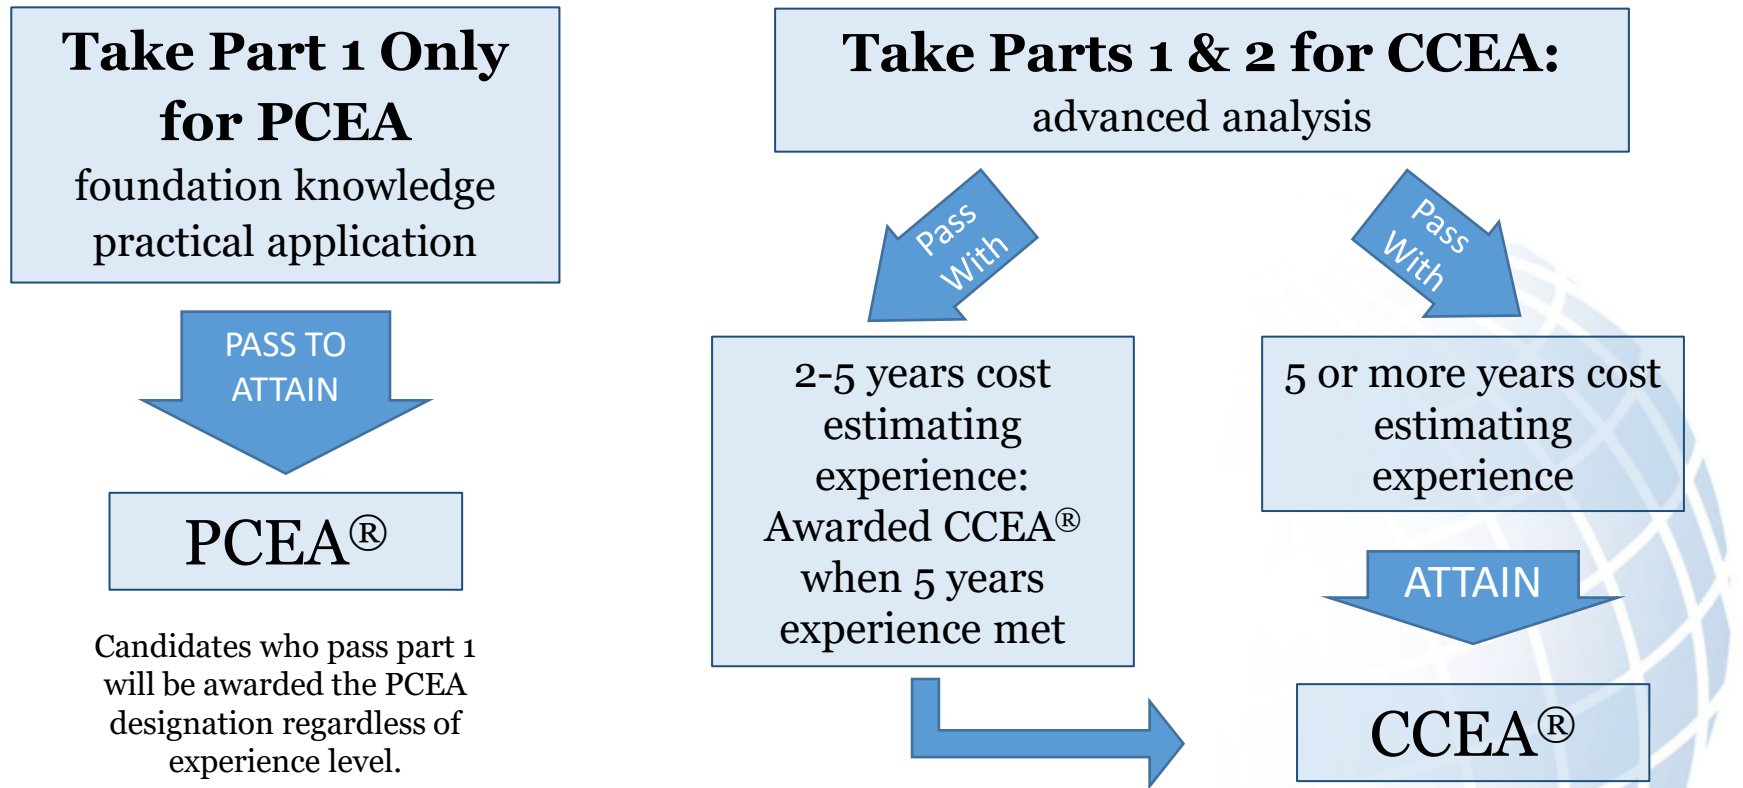 Take Part 1 Only
for PCEA
foundation knowledge
practical application
PASS TO
ATTAIN
PCEA®
Candidates who pass part 1
will be awarded the PCEA
designation regardless of
experience level.
Take Parts 1 & 2 for CCEA:
advanced analysis
Pass
With
2-5 years cost
estimating
experience:
Awarded CCEA®
when 5 years
experience met
Pass
With
5 or more years cost
estimating
experience
ATTAIN
CCEA®